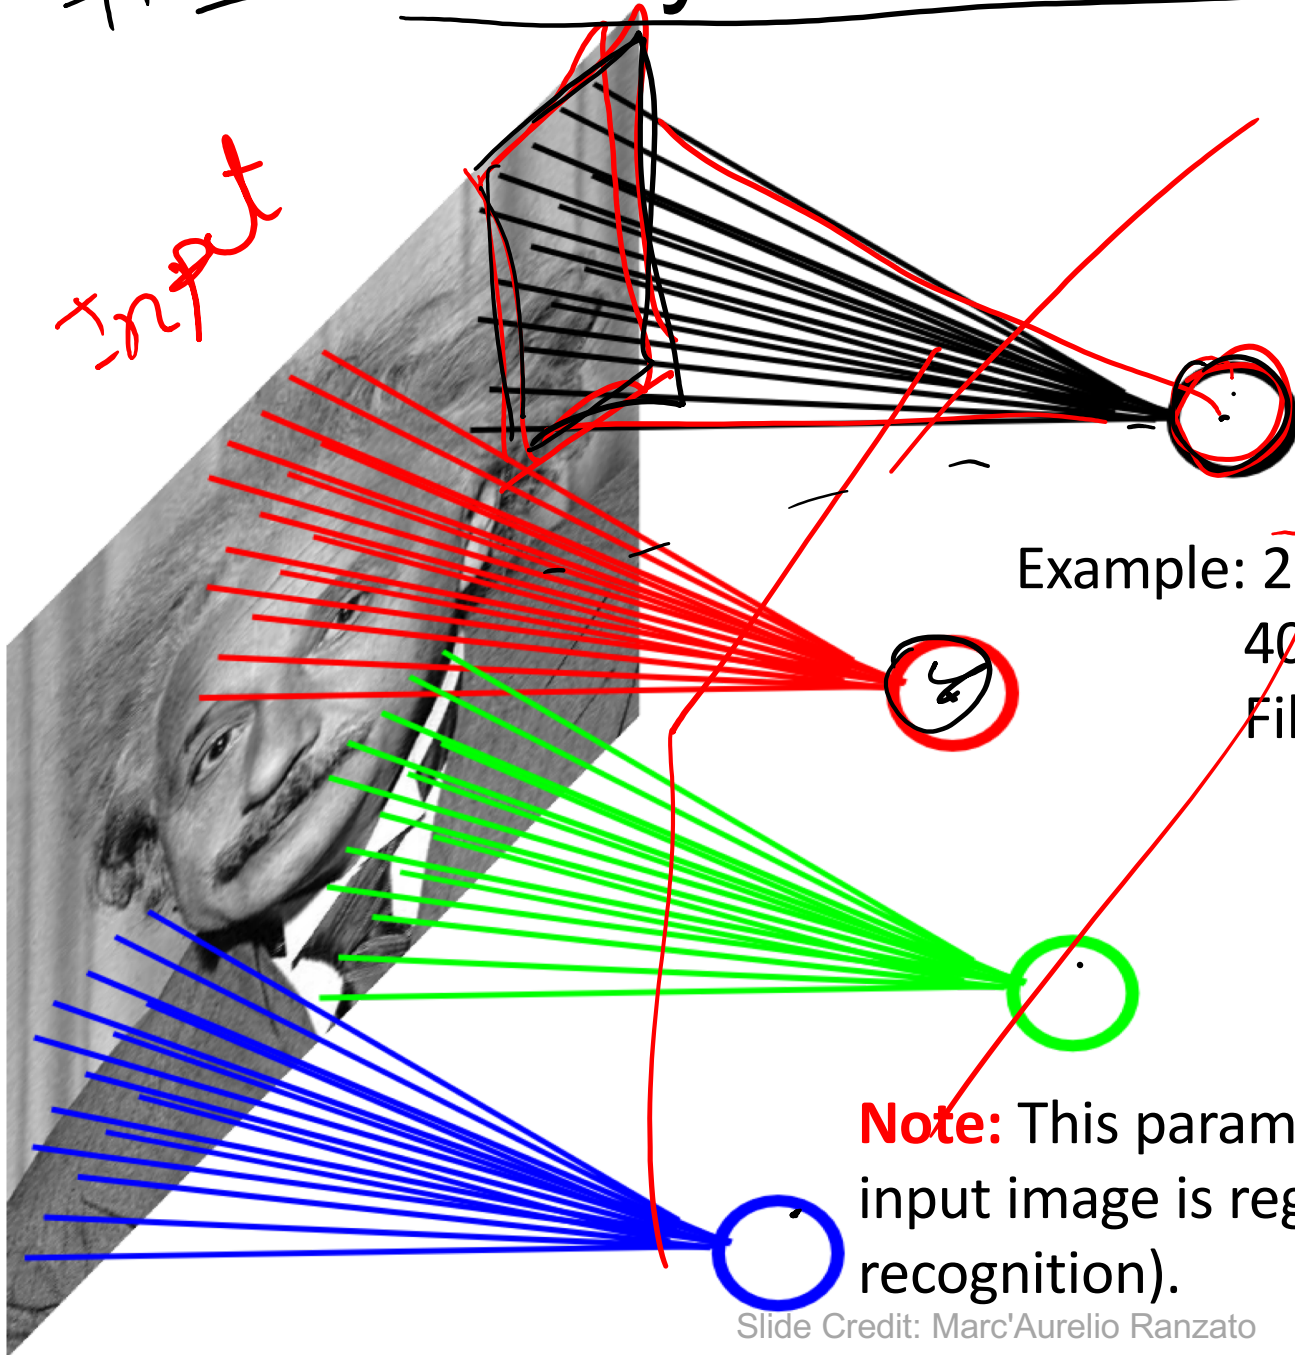 Input
Example: 2
40
Fil
Note: This param
input image is reg
recognition).
Slide Credit: Marc'Aurelio Ranzato